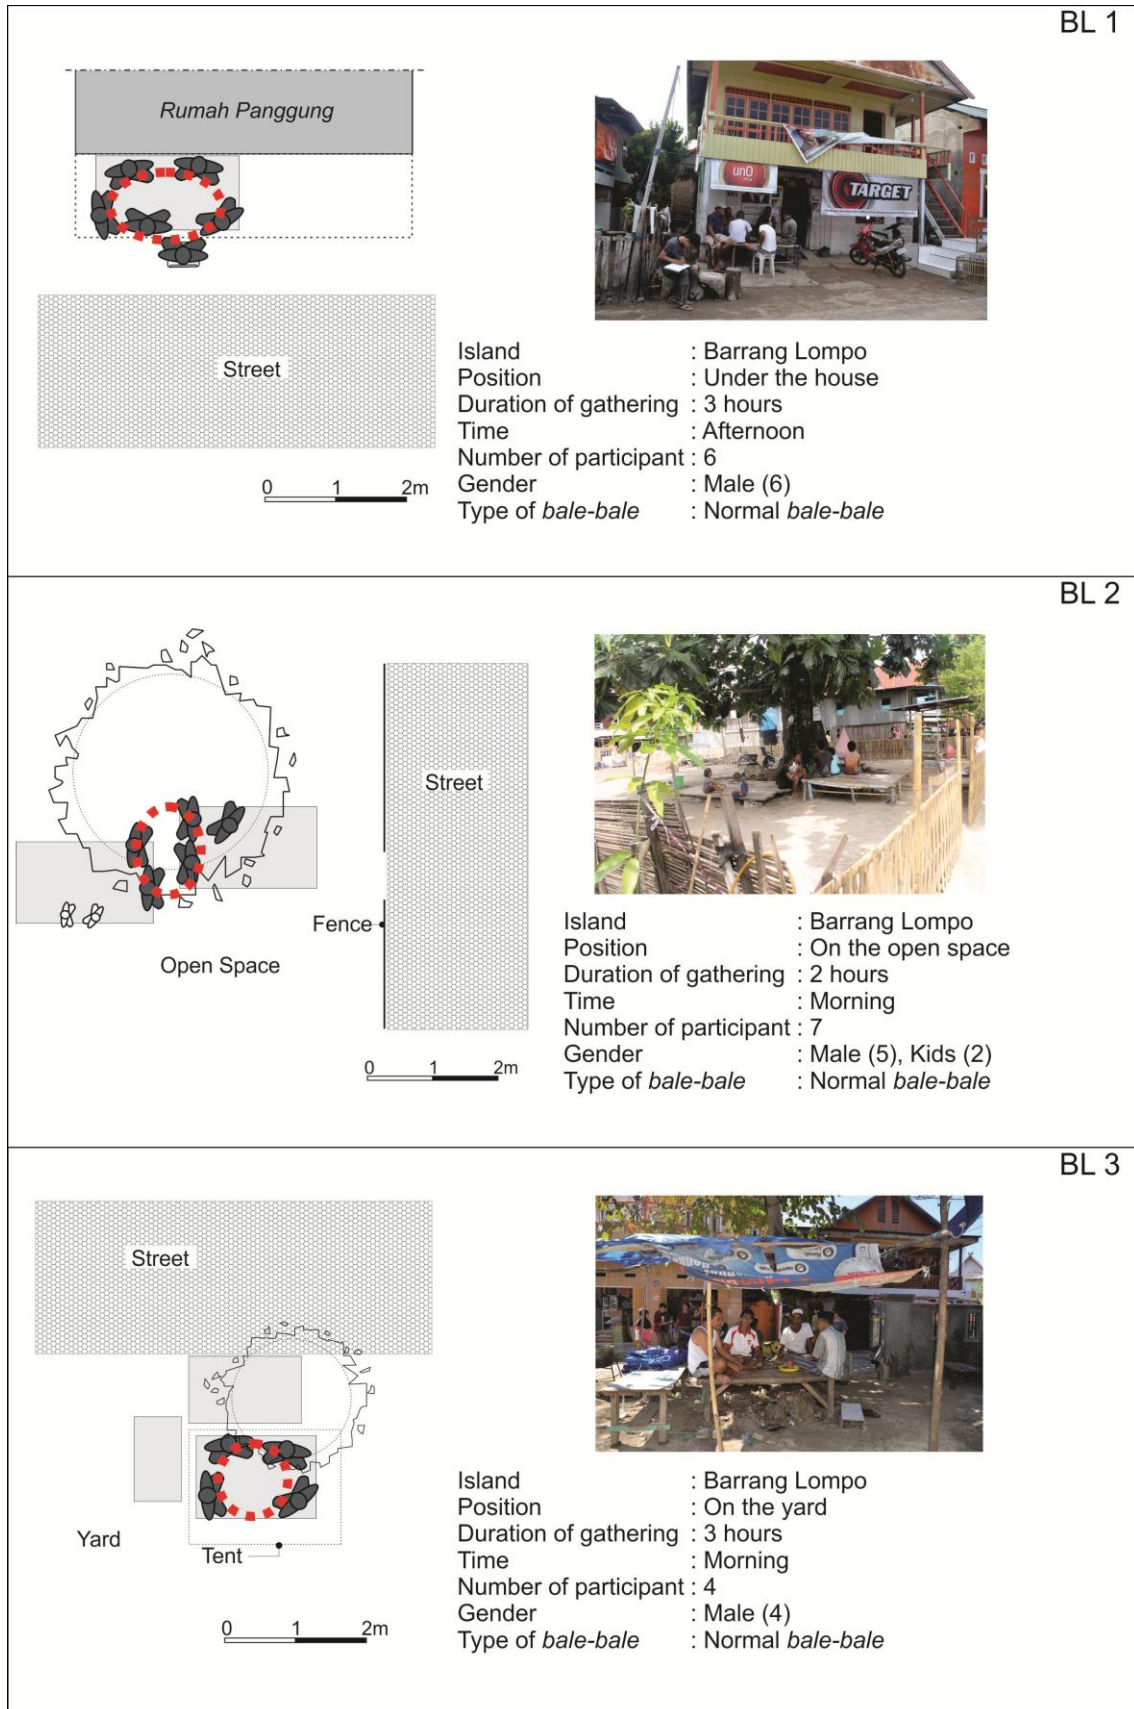 BL 1
Rumah Panggung
Street
0 1 2m
un0
TARGET
Island : Barrang Lompo
Position : Under the house
Duration of gathering : 3 hours
Time : Afternoon
Number of participant : 6
Gender : Male (6)
Type of bale-bale : Normal bale-bale
BL 2
Street
Fence
Open Space
0 1 2m
Island : Barrang Lompo
Position : On the open space
Duration of gathering : 2 hours
Time : Morning
Number of participant : 7
Gender : Male (5), Kids (2)
Type of bale-bale : Normal bale-bale
BL 3
Street
Yard
Tent
0 1 2m
Island : Barrang Lompo
Position : On the yard
Duration of gathering : 3 hours
Time : Morning
Number of participant : 4
Gender : Male (4)
Type of bale-bale : Normal bale-bale